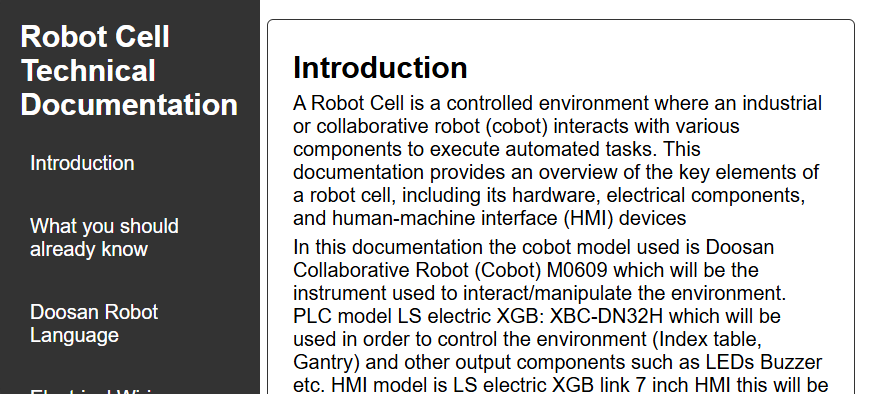 Robot Cell
Technical
Documentation
Introduction
What you should
already know
Doosan Robot
Language
Introduction
A Robot Cell is a controlled environment where an industrial
or collaborative robot (cobot) interacts with various
components to execute automated tasks. This
documentation provides an overview of the key elements of
a robot cell, including its hardware, electrical components,
and human-machine interface (HMI) devices
In this documentation the cobot model used is Doosan
Collaborative Robot (Cobot) M0609 which will be the
instrument used to interact/manipulate the environment.
PLC model LS electric XGB: XBC-DN32H which will be
used in order to control the environment (Index table,
Gantry) and other output components such as LEDs Buzzer
etc. HMI model is LS electric XGB link 7 inch HMI this will be